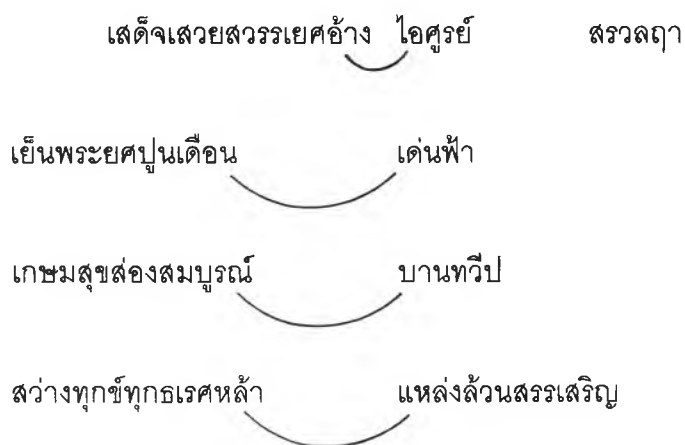 เสด็จเสวยสวรรเยศอ้าง ไอศูรย์ สรวลฤา
เย็นพระยศปูนเดือน เด่นฟ้า
เกษมสุขส่องสมบูรณ์ บานทวีป
สว่างทุกข์ทุกธเรศหล้า แหล่งล้วนสรรเสริญ